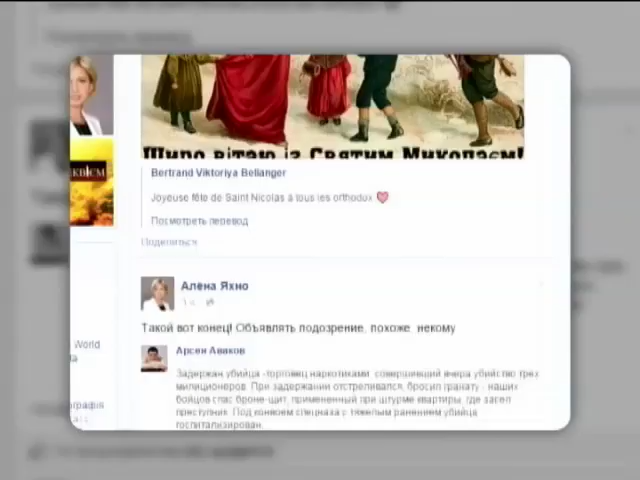 Щиро вітаю із Святим Миколаєм!
Bertrand Viktoriya Bellanger
Joyeuse fête de Saint Nicolas à tous les orthodox
Посмотреть перевод
Поделиться
Алёна Яхно
Такой вот конец! Объявлять подозрение, похоже, некому
World
Арсен Аваков
Задержан убийца -торговец наркотиками, совершивший вчера убийство трех
милиционеров. При задержании отстреливался, бросил гранату - наших
бойцов спас броне-щит, примененный при штурме квартиры, где засел
преступник. Под конвоем спецназа с тяжелым ранением убийца
госпитализирован.